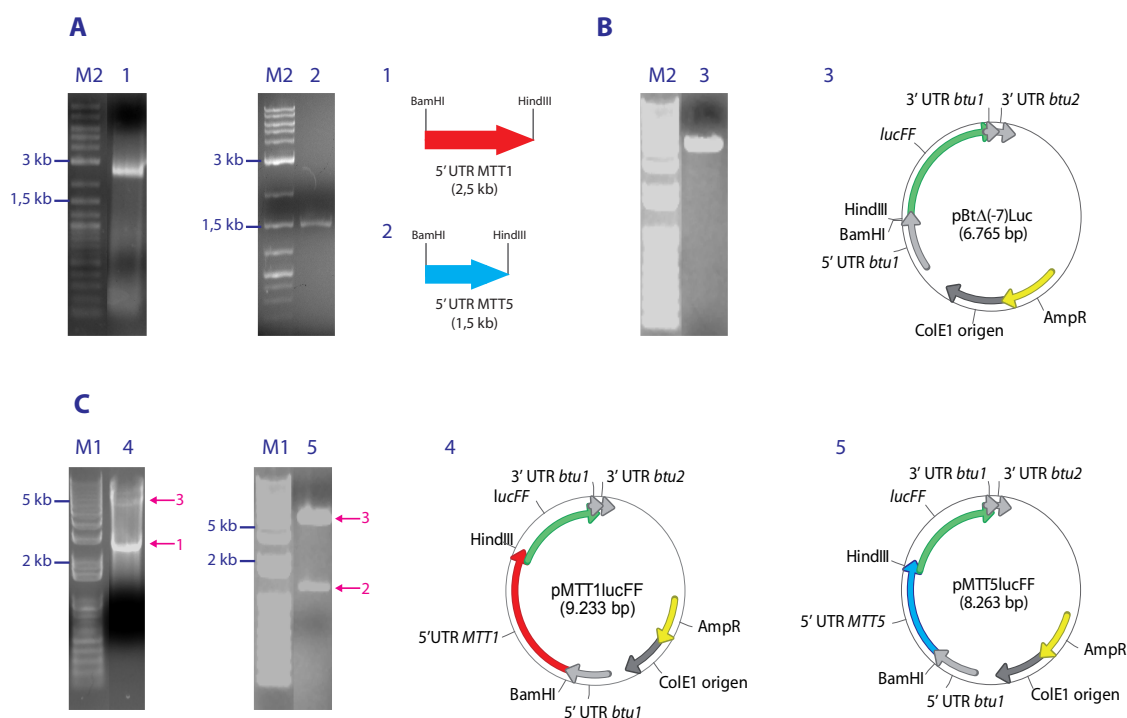 A
M2 1
3 kb
1,5 kb
M2 2
3 kb
1,5 kb
1
BamHI HindIII
5' UTR MTT1
(2,5 kb)
2
BamHI HindIII
5' UTR MTT5
(1,5 kb)
B
M2 3
3
3' UTR btu1 3' UTR btu2
lucFF
HindIII
BamHI
5' UTR btu1
pBtΔ(-7)Luc
(6.765 bp)
ColE1 origen
AmpR
C
M1 4
5 kb
2 kb
3
1
M1 5
5 kb
2 kb
3
2
4
3' UTR btu1 3' UTR btu2
lucFF
HindIII
pMTT1lucFF
(9.233 bp)
5'UTR MTT1
AmpR
BamHI
ColE1 origen
5' UTR btu1
5
3' UTR btu1 3' UTR btu2
lucFF
HindIII
pMTT5lucFF
(8.263 bp)
5' UTR MTT5
AmpR
BamHI
ColE1 origen
5' UTR btu1